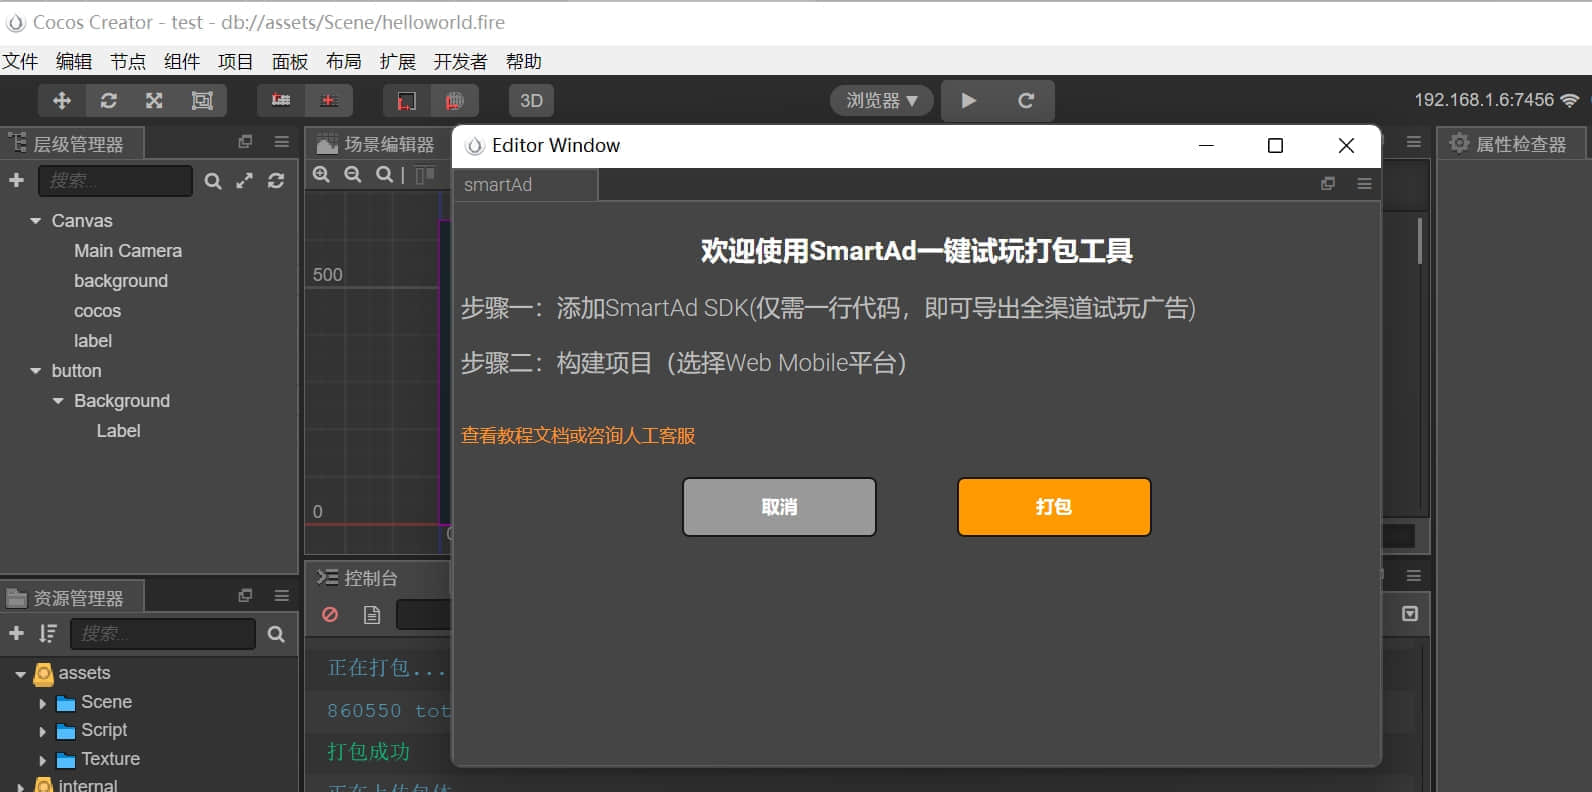 Cocos Creator - test - db://assets/Scene/helloworld.fire
文件 编辑 节点 组件 项目 面板 布局 扩展 开发者 帮助
3D
浏览器
192.168.1.6:7456
层级管理器
搜索...
Canvas
Main Camera
background
cocos
label
button
Background
Label
资源管理器
搜索...
assets
Scene
Script
Texture
internal
场景编辑器
500
0
控制台
正在打包...
860550 tot
打包成功
正在上传包体
Editor Window
smartAd
欢迎使用SmartAd一键试玩打包工具
步骤一：添加SmartAd SDK(仅需一行代码，即可导出全渠道试玩广告)
步骤二：构建项目（选择Web Mobile平台）
查看教程文档或咨询人工客服
取消
打包
属性检查器